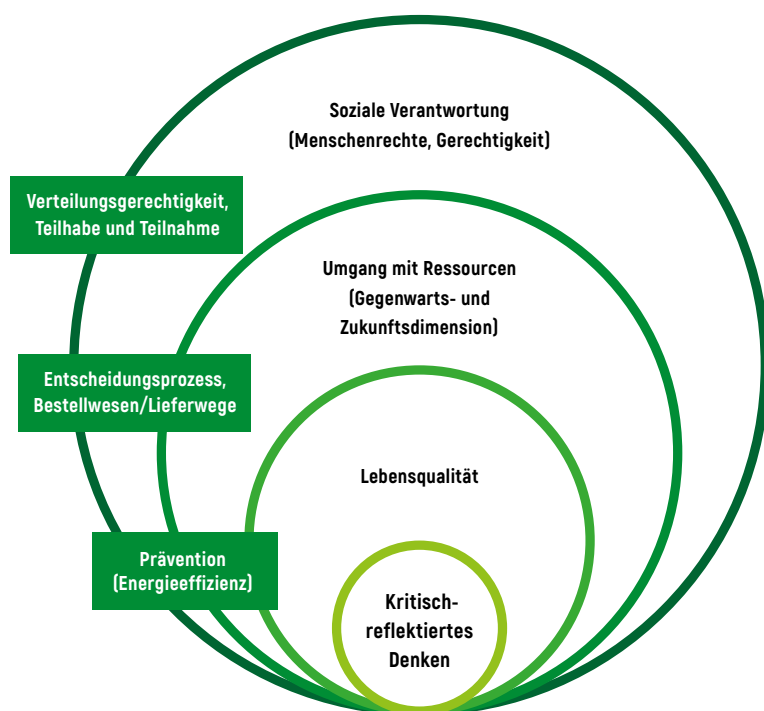 Soziale Verantwortung
(Menschenrechte, Gerechtigkeit)
Verteilungsgerechtigkeit,
Teilhabe und Teilnahme
Umgang mit Ressourcen
(Gegenwarts- und
Zukunftsdimension)
Entscheidungsprozess,
Bestellwesen/Lieferwege
Lebensqualität
Prävention
(Energieeffizienz)
Kritisch-
reflektiertes
Denken